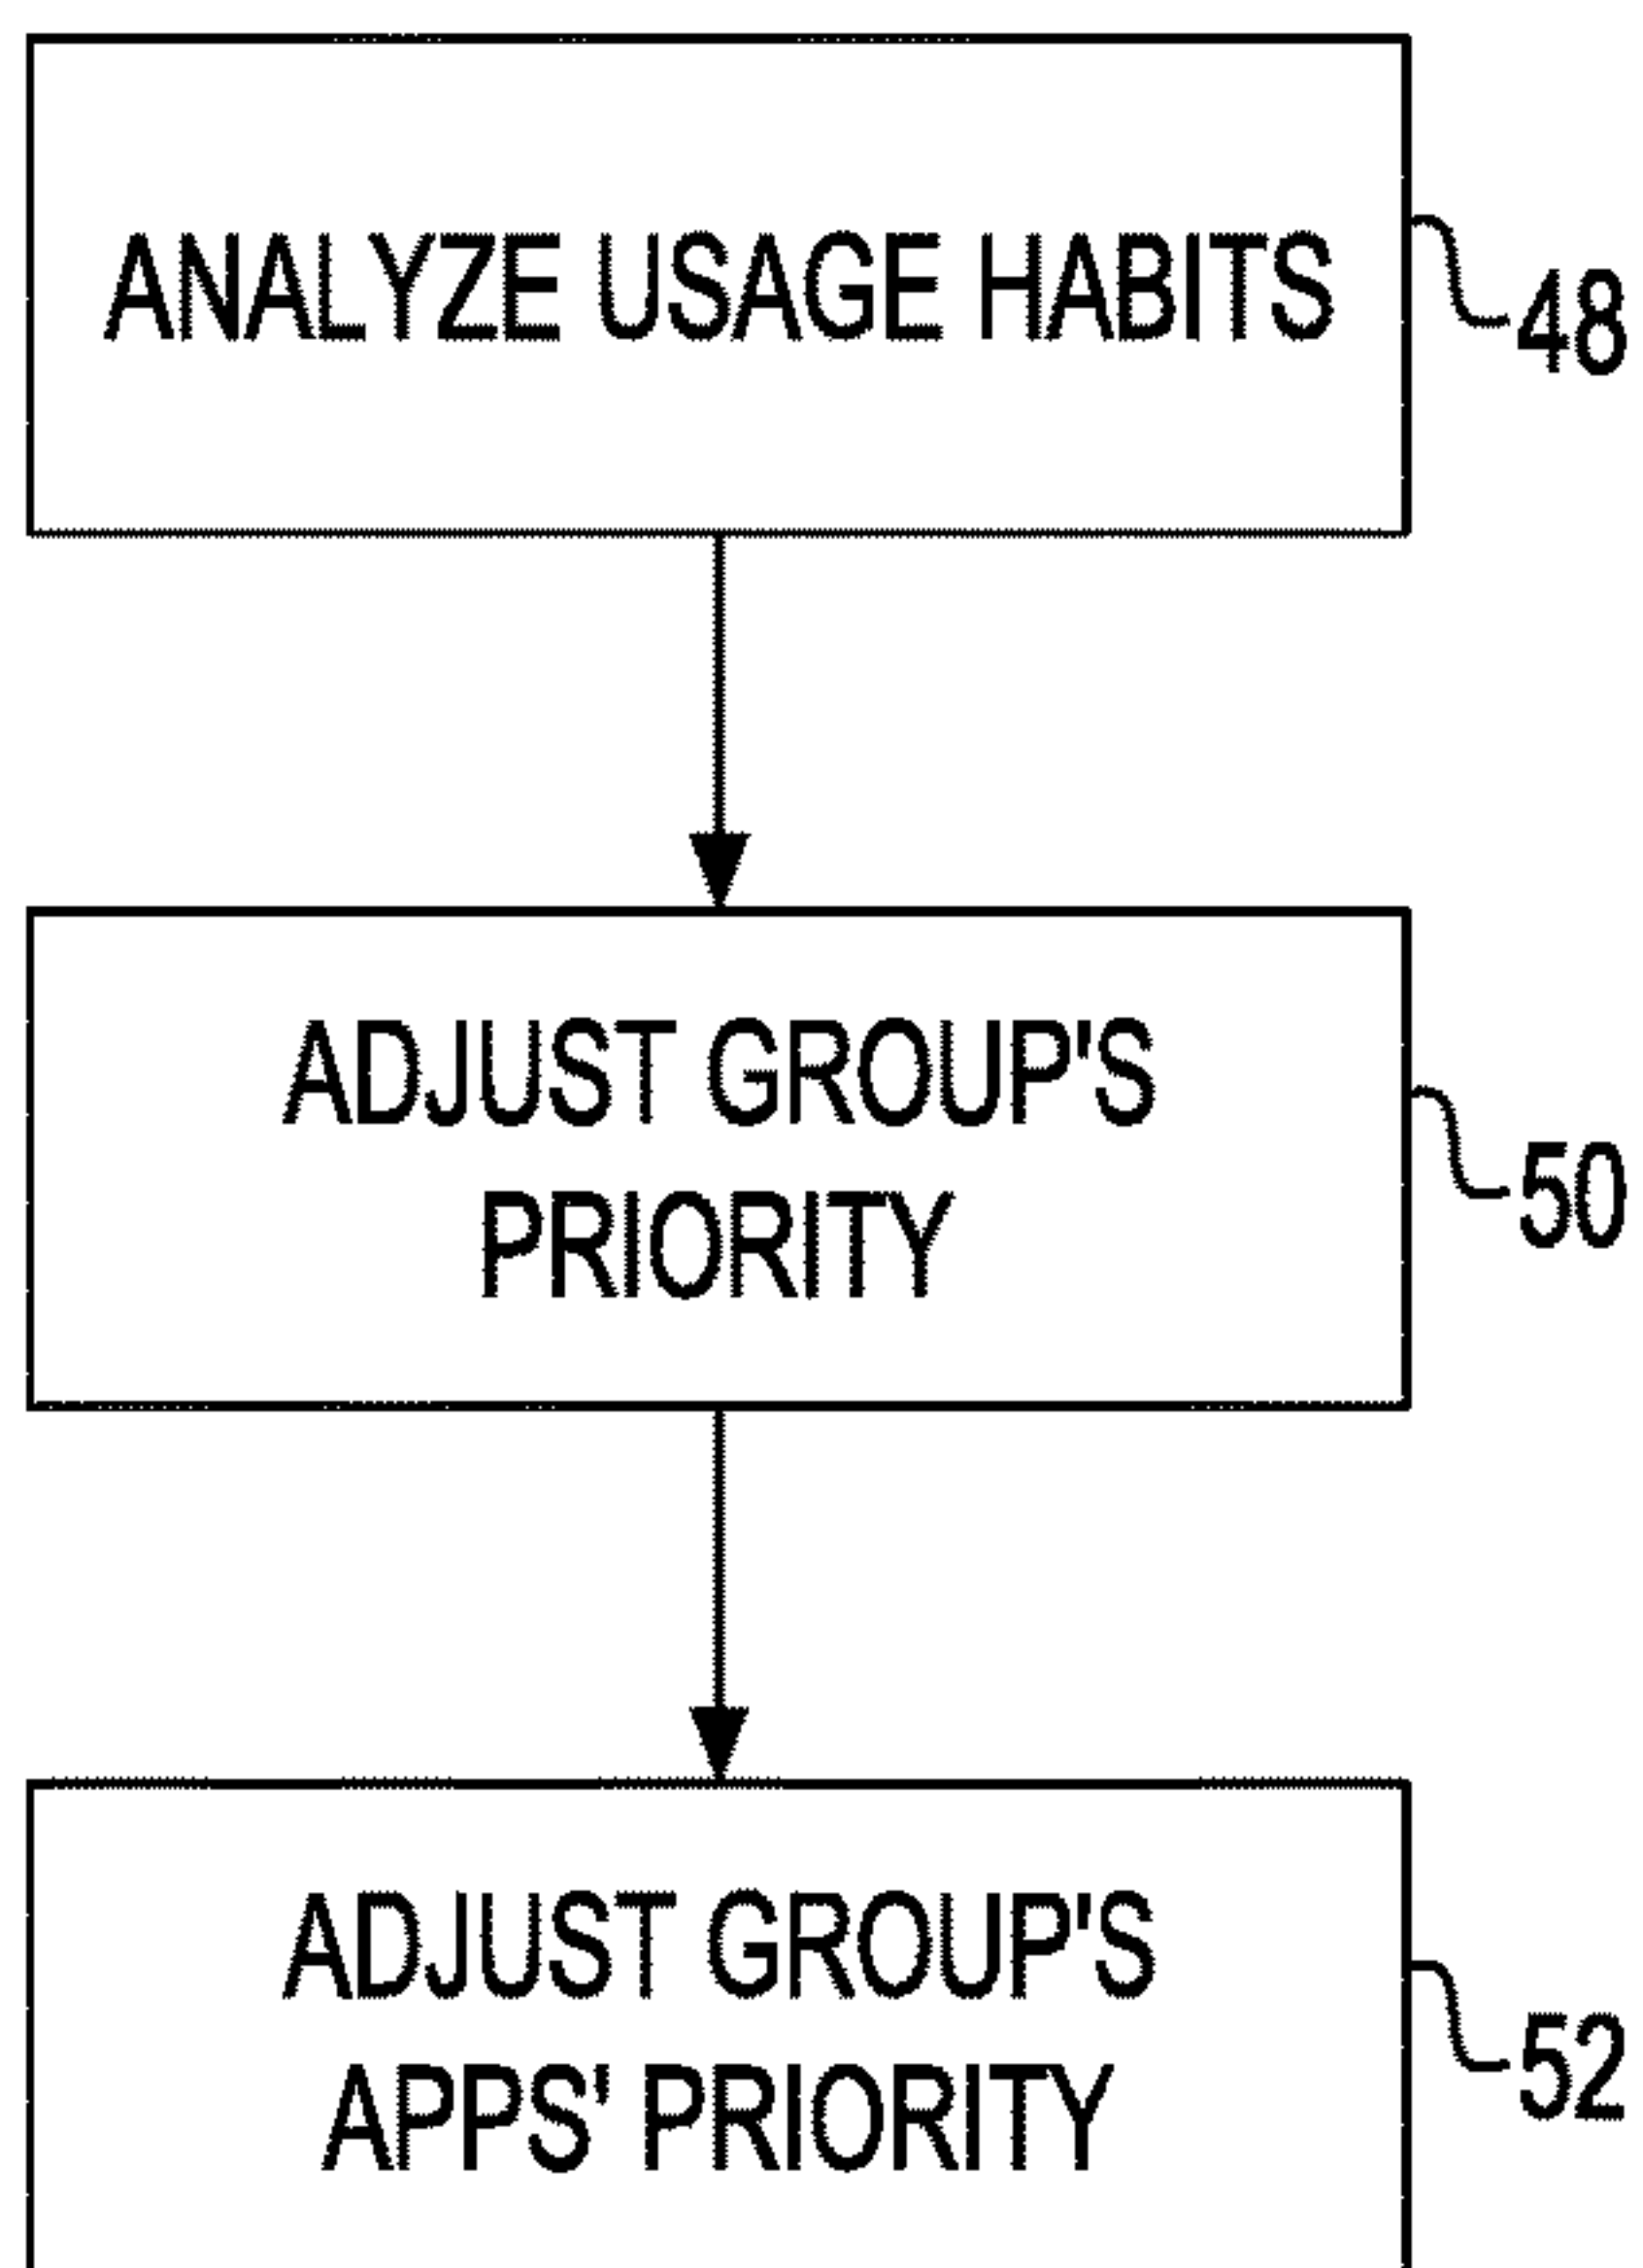 ANALYZE USAGE HABITS
48
ADJUST GROUP'S
PRIORITY
50
ADJUST GROUP'S
APPS' PRIORITY
52